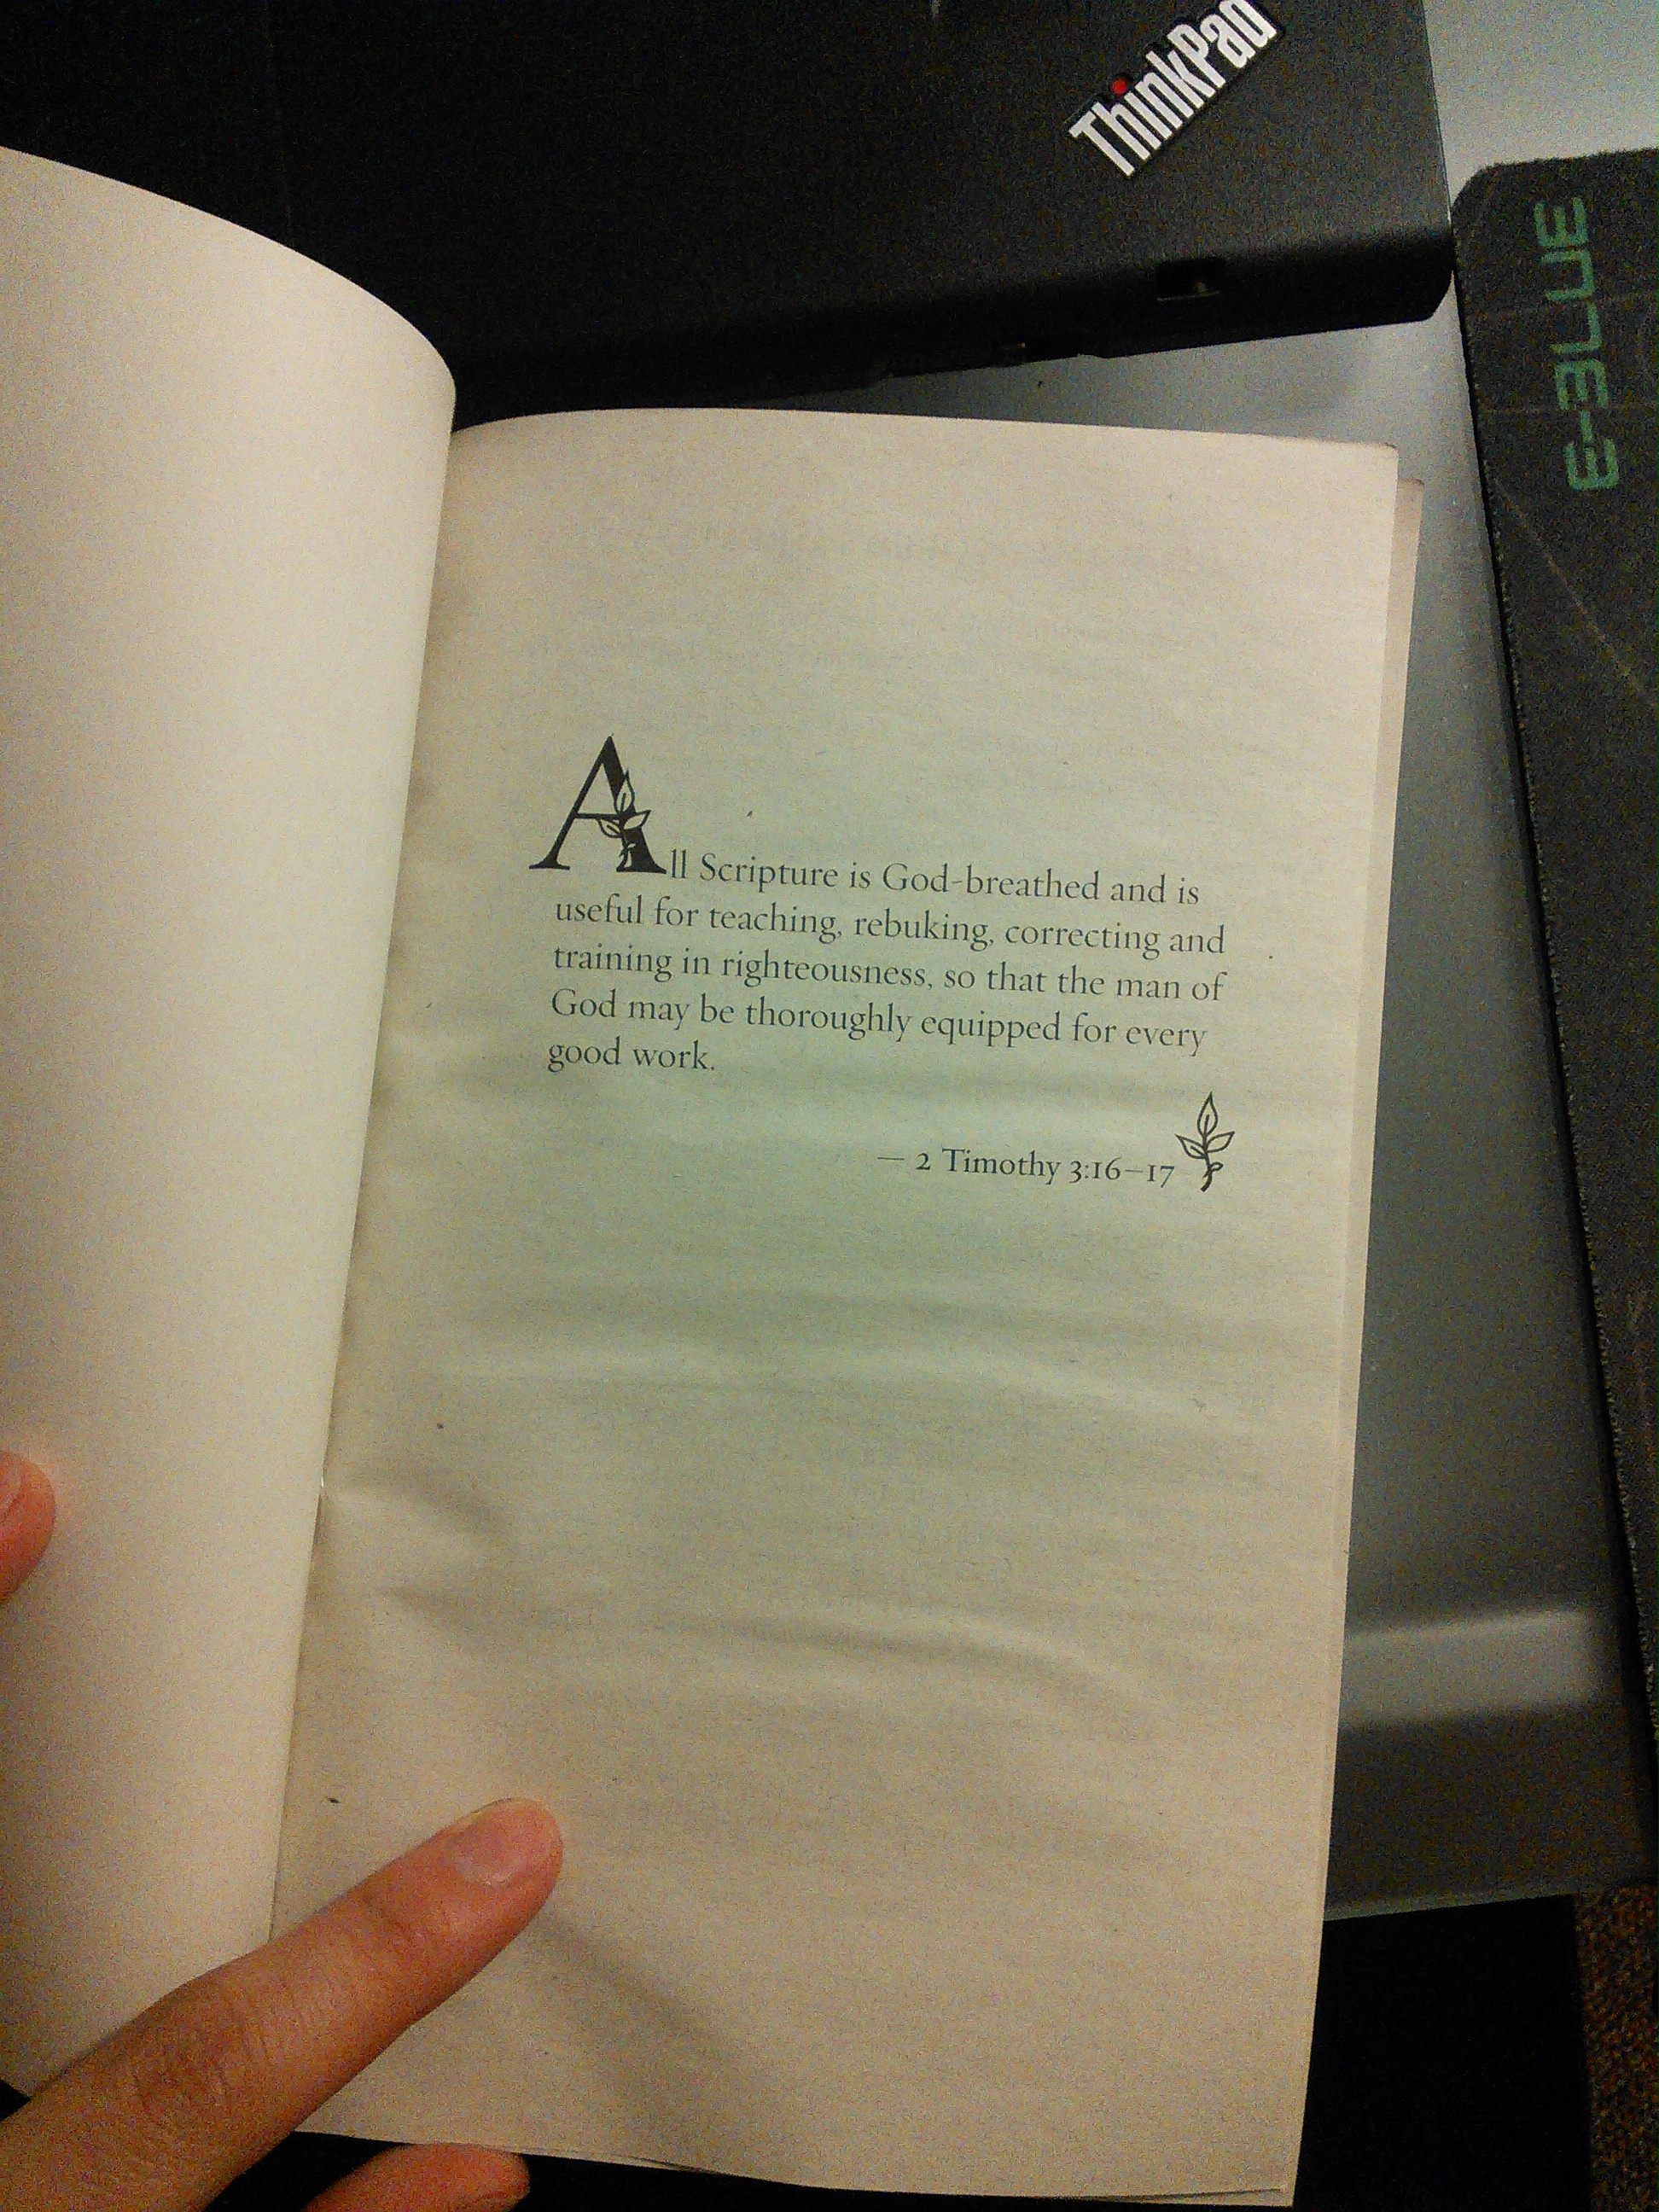 ThinkPad
E-BLUE
All Scripture is God-breathed and is
useful for teaching, rebuking, correcting and
training in righteousness, so that the man of
God may be thoroughly equipped for every
good work.
— 2 Timothy 3:16–17